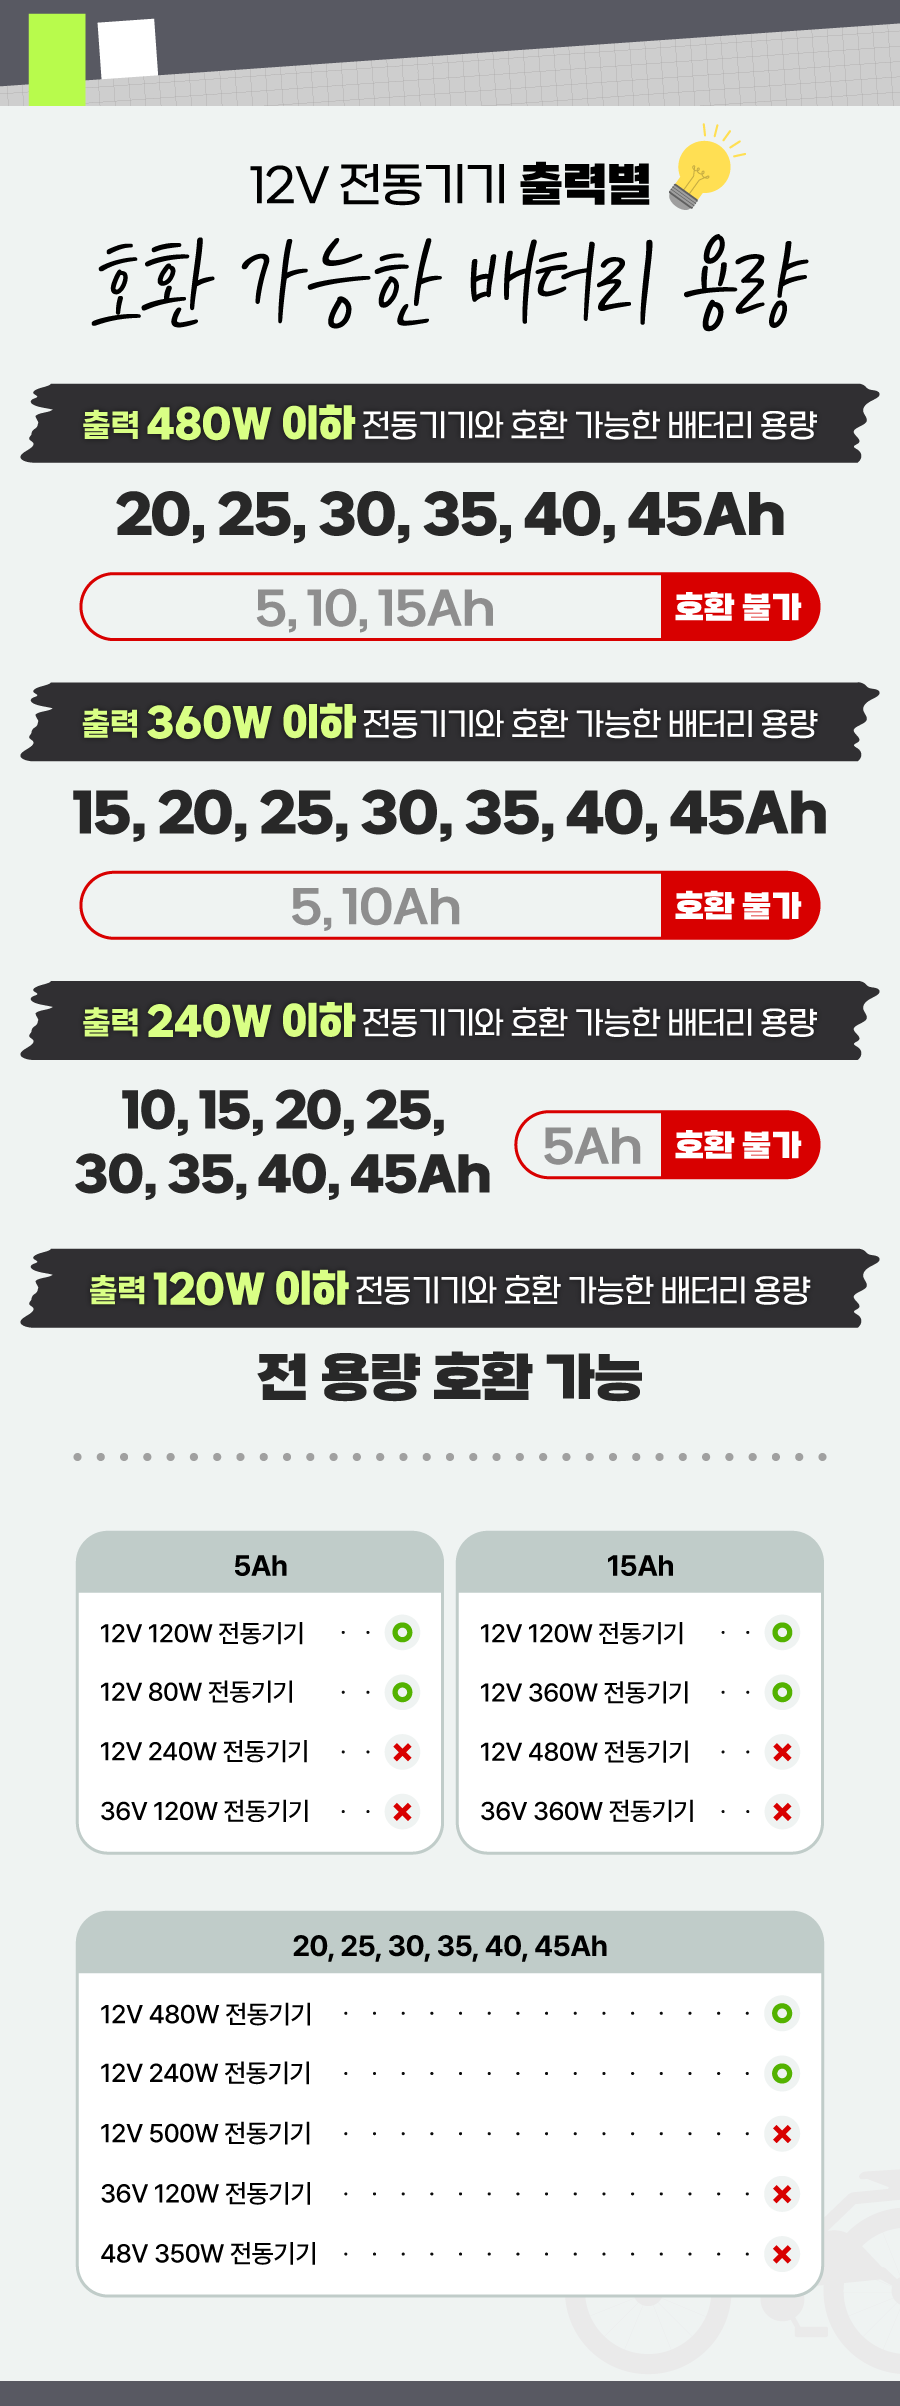 12V 전동기기 출력별
호환 가능한 배터리 용량
출력 480W 이하 전동기기와 호환 가능한 배터리 용량
20, 25, 30, 35, 40, 45Ah
5, 10, 15Ah 호환 불가
출력 360W 이하 전동기기와 호환 가능한 배터리 용량
15, 20, 25, 30, 35, 40, 45Ah
5, 10Ah 호환 불가
출력 240W 이하 전동기기와 호환 가능한 배터리 용량
10, 15, 20, 25,
30, 35, 40, 45Ah
5Ah 호환 불가
출력 120W 이하 전동기기와 호환 가능한 배터리 용량
전 용량 호환 가능
5Ah
12V 120W 전동기기
12V 80W 전동기기
12V 240W 전동기기
36V 120W 전동기기
15Ah
12V 120W 전동기기
12V 360W 전동기기
12V 480W 전동기기
36V 360W 전동기기
20, 25, 30, 35, 40, 45Ah
12V 480W 전동기기
12V 240W 전동기기
12V 500W 전동기기
36V 120W 전동기기
48V 350W 전동기기